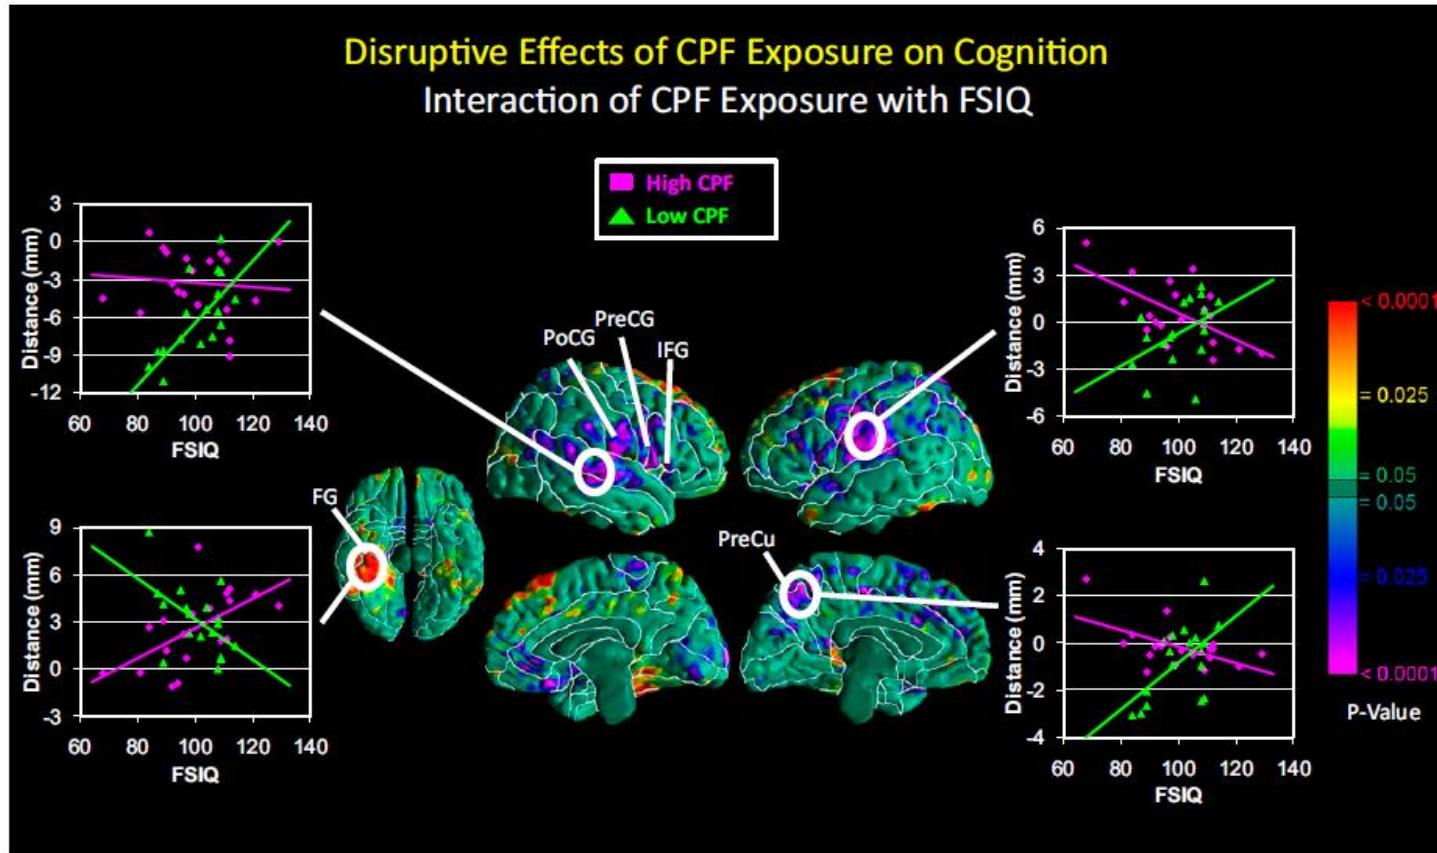 Disruptive Effects of CPF Exposure on Cognition
Interaction of CPF Exposure with FSIQ
High CPF
Low CPF
3
0
-3
-6
-9
-12
60 80 100 120 140
Distance (mm)
FSIQ
6
3
0
-3
-6
60 80 100 120 140
Distance (mm)
FSIQ
PoCG
PreCG
IFG
FG
PreCu
9
6
3
0
-3
60 80 100 120 140
Distance (mm)
FSIQ
4
2
0
-2
-4
60 80 100 120 140
Distance (mm)
FSIQ
< 0.0001
= 0.025
= 0.05
= 0.05
= 0.025
< 0.0001
P-Value